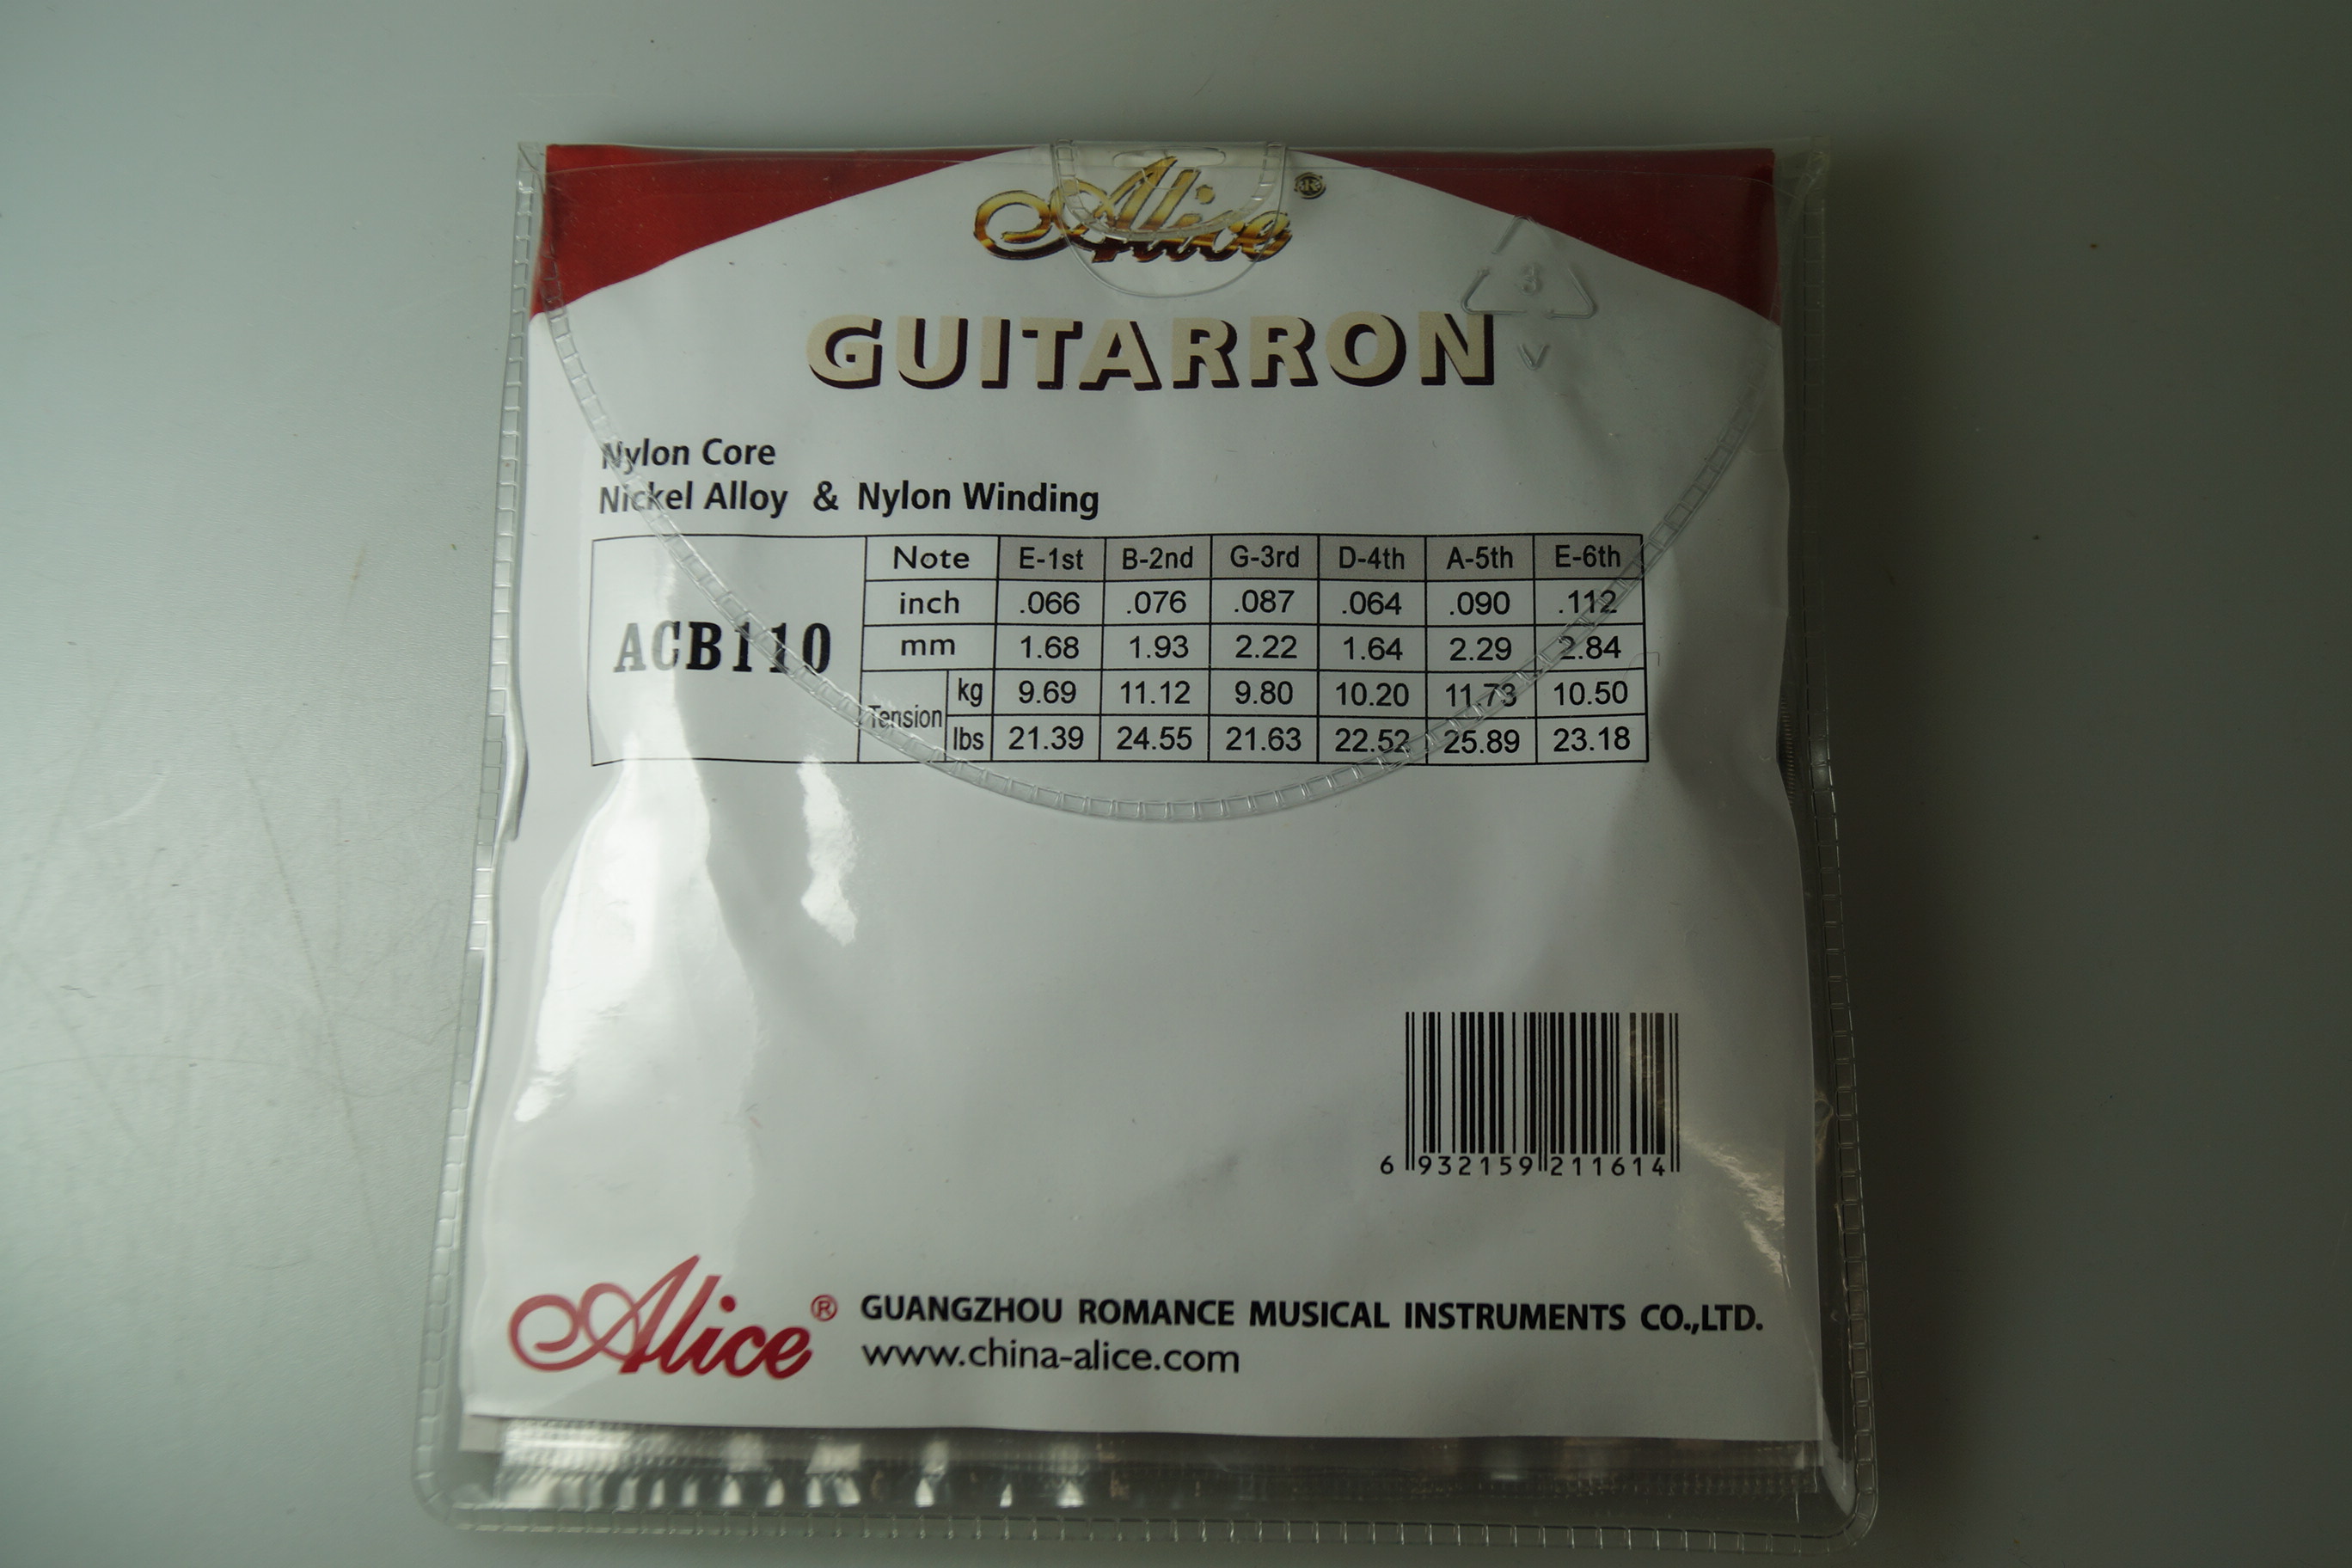 Alice®
3
V
GUITARRON
Nylon Core
Nickel Alloy & Nylon Winding
ACB110
Note E-1st B-2nd G-3rd D-4th A-5th E-6th
inch .066 .076 .087 .064 .090 .112
mm 1.68 1.93 2.22 1.64 2.29 2.84
Tension
kg 9.69 11.12 9.80 10.20 11.73 10.50
lbs 21.39 24.55 21.63 22.52 25.89 23.18
6 932159 211614
Alice® GUANGZHOU ROMANCE MUSICAL INSTRUMENTS CO.,LTD.
www.china-alice.com